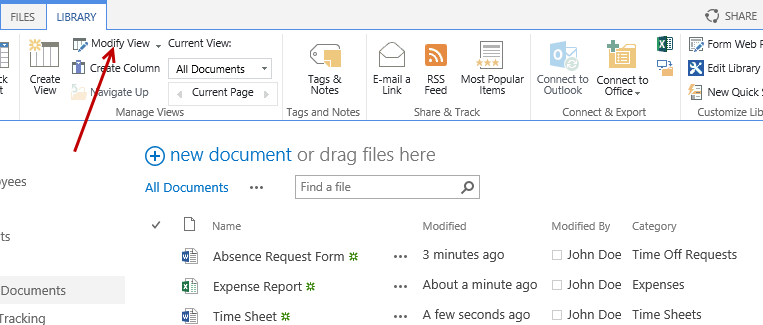 FILES LIBRARY SHARE
Modify View Current View: Form Web P
Create Column All Documents Edit Library
Create View Tags & Notes E-mail a Link RSS Feed Most Popular Items Connect to Outlook Connect to Office
Navigate Up Current Page New Quick S
Manage Views Tags and Notes Share & Track Connect & Export Customize Lib
new document or drag files here
All Documents ... Find a file
yees
Name Modified Modified By Category
ts
Absence Request Form ... 3 minutes ago John Doe Time Off Requests
Documents
Expense Report ... About a minute ago John Doe Expenses
Tracking
Time Sheet ... A few seconds ago John Doe Time Sheets